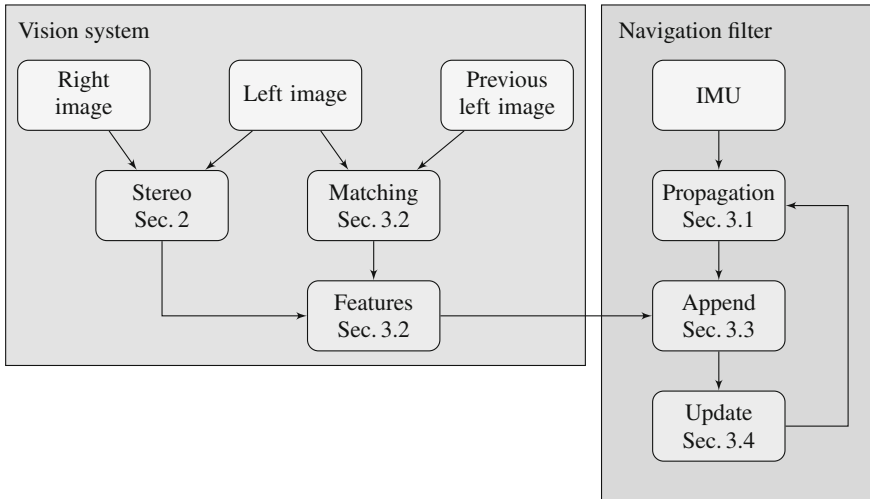 Vision system
Right
image
Left image
Previous
left image
Stereo
Sec. 2
Matching
Sec. 3.2
Features
Sec. 3.2
Navigation filter
IMU
Propagation
Sec. 3.1
Append
Sec. 3.3
Update
Sec. 3.4